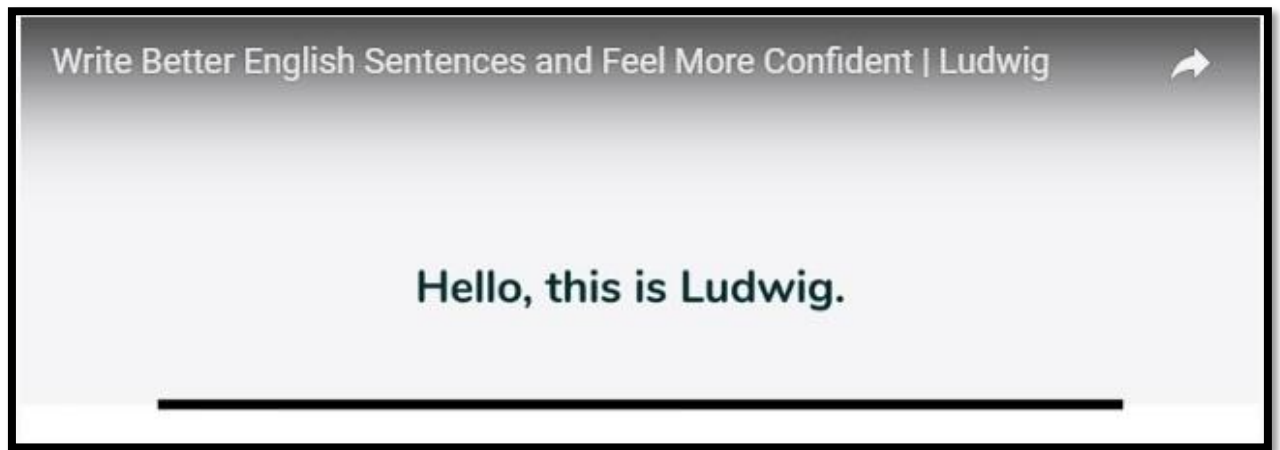 Write Better English Sentences and Feel More Confident | Ludwig
Hello, this is Ludwig.